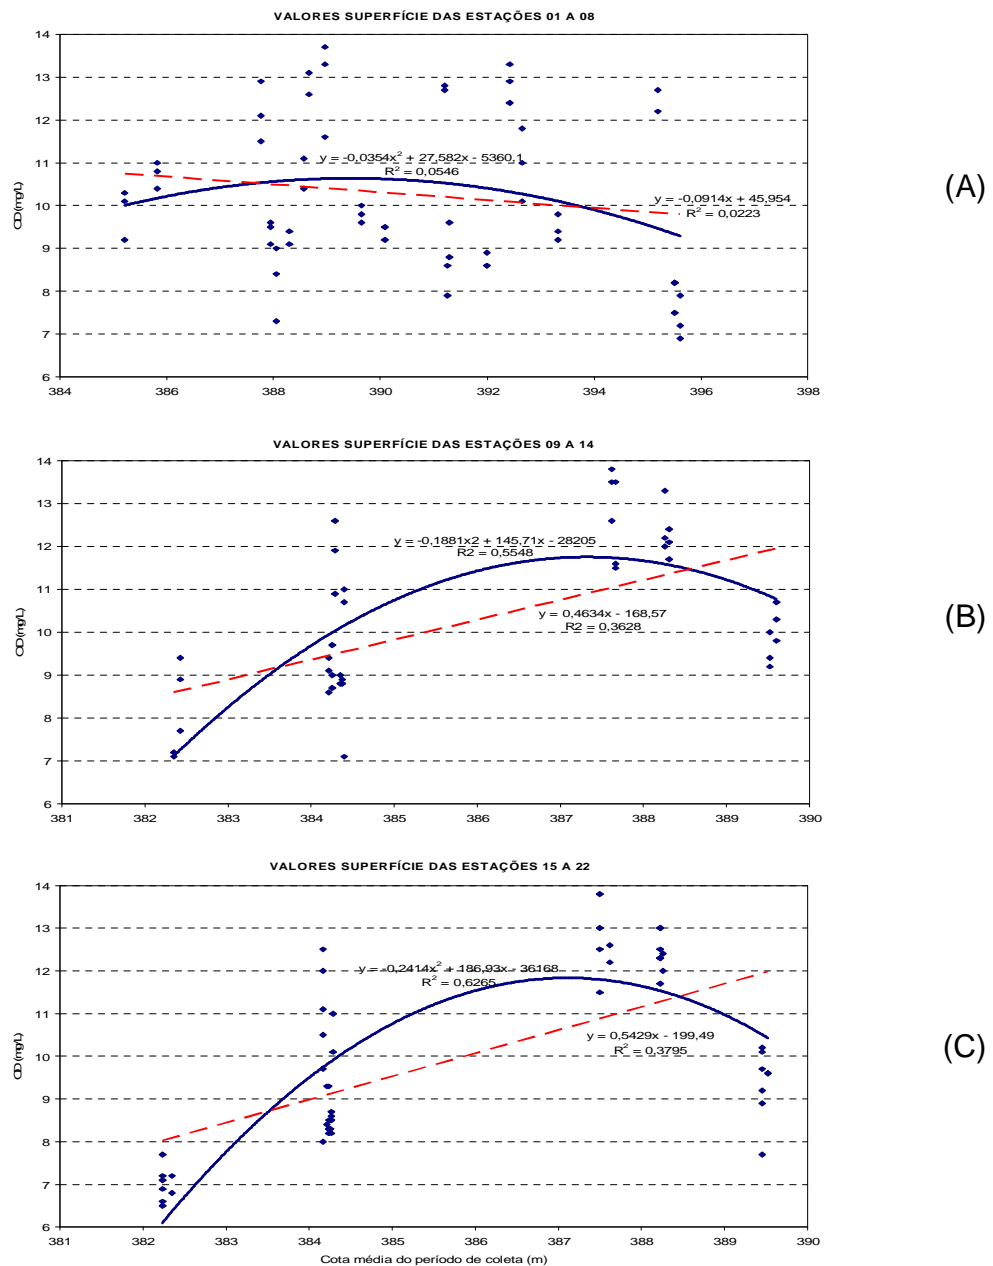 VALORES SUPERFÍCIE DAS ESTAÇÕES 01 A 08
14
13
12
11
10
9
8
7
6
OD (mg/L)
y = -0,0354x² + 27,582x - 5360,1
R² = 0,0546
y = -0,0914x + 45,954
R² = 0,0223
384 386 388 390 392 394 396 398
(A)
VALORES SUPERFÍCIE DAS ESTAÇÕES 09 A 14
14
13
12
11
10
9
8
7
6
OD (mg/L)
y = -0,1881x2 + 145,71x - 28205
R2 = 0,5548
y = 0,4634x - 168,57
R2 = 0,3628
381 382 383 384 385 386 387 388 389 390
(B)
VALORES SUPERFÍCIE DAS ESTAÇÕES 15 A 22
14
13
12
11
10
9
8
7
6
OD (mg/L)
y = -0,2414x² + 186,93x - 36168
R² = 0,6265
y = 0,5429x - 199,49
R² = 0,3795
381 382 383 384 385 386 387 388 389 390
Cota média do período de coleta (m)
(C)